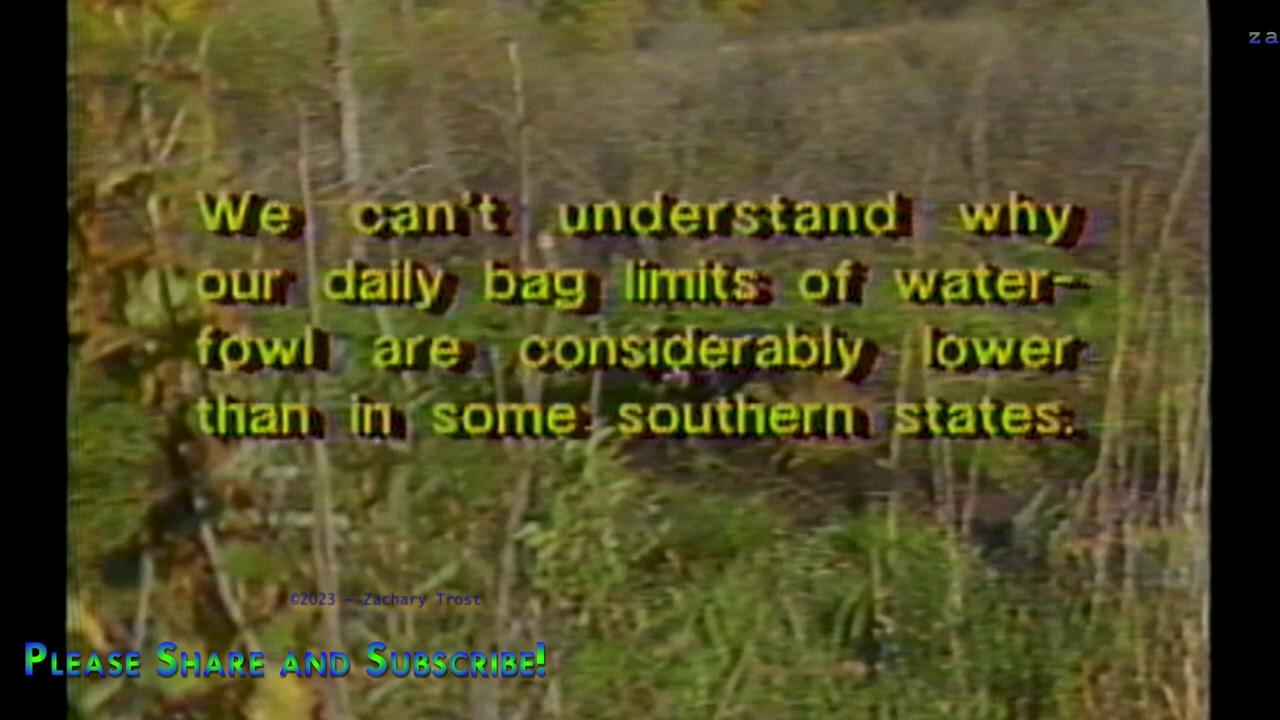 za
We can't understand why
our daily bag limits of water-
fowl are considerably lower
than in some southern states.
©2023 - Zachary Trost
Please Share and Subscribe!